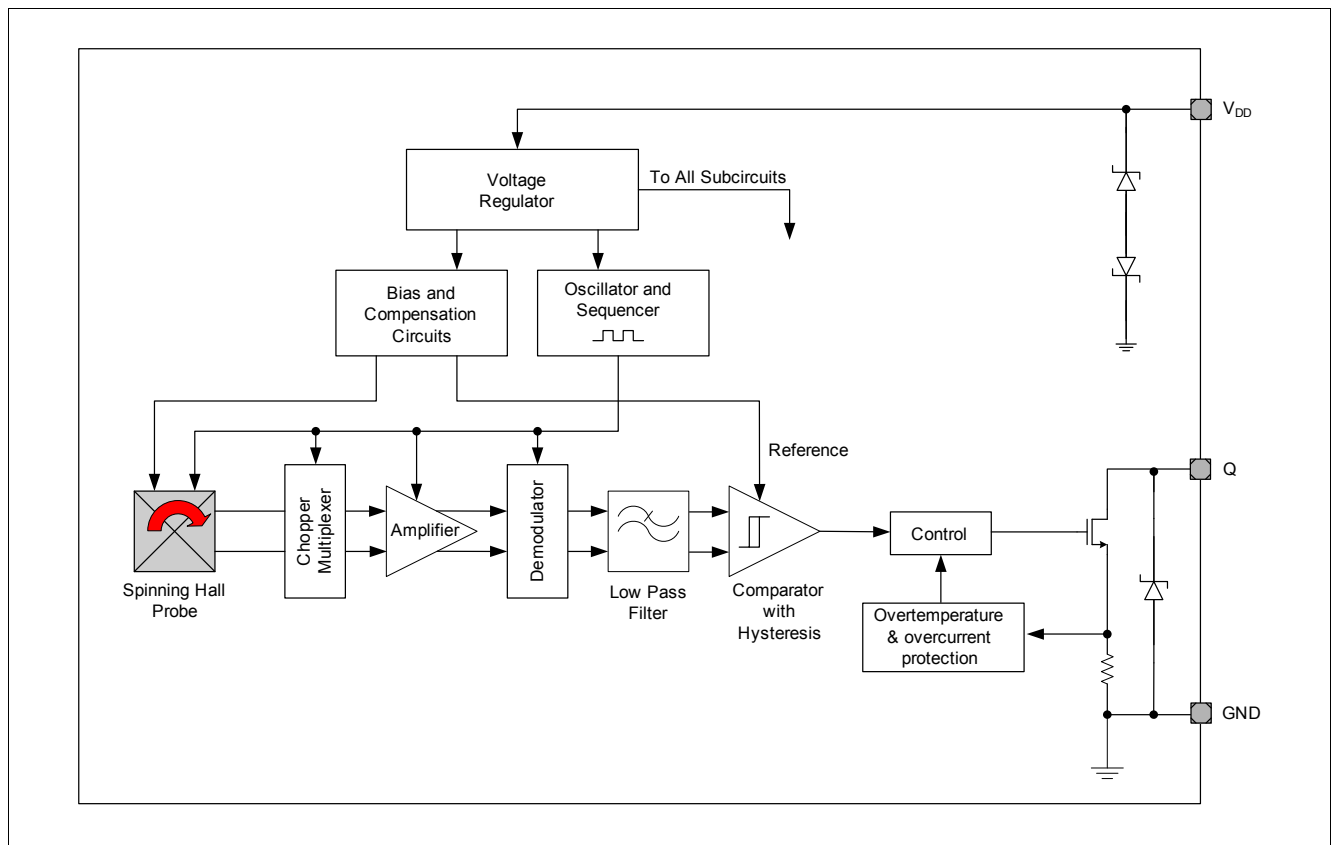 V_DD
Voltage
Regulator
To All Subcircuits
Bias and
Compensation
Circuits
Oscillator and
Sequencer
Reference
Q
Chopper
Multiplexer
Amplifier
Demodulator
Control
Spinning Hall
Probe
Low Pass
Filter
Comparator
with
Hysteresis
Overtemperature
& overcurrent
protection
GND